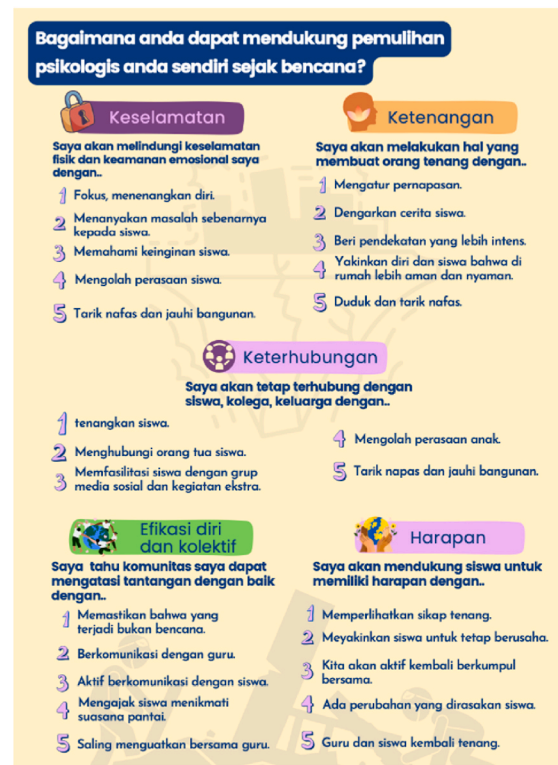 Bagaimana anda dapat mendukung pemulihan
psikologis anda sendiri sejak bencana?
Keselamatan
Saya akan melindungi keselamatan
fisik dan keamanan emosional saya
dengan..
1 Fokus, menenangkan diri.
2 Menanyakan masalah sebenarnya
kepada siswa.
3 Memahami keinginan siswa.
4 Mengolah perasaan siswa.
5 Tarik nafas dan jauhi bangunan.
Ketenangan
Saya akan melakukan hal yang
membuat orang tenang dengan..
1 Mengatur pernapasan.
2 Dengarkan cerita siswa.
3 Beri pendekatan yang lebih intens.
4 Yakinkan diri dan siswa bahwa di
rumah lebih aman dan nyaman.
5 Duduk dan tarik nafas.
Keterhubungan
Saya akan tetap terhubung dengan
siswa, kolega, keluarga dengan..
1 tenangkan siswa.
2 Menghubungi orang tua siswa.
3 Memfasilitasi siswa dengan grup
media sosial dan kegiatan ekstra.
4 Mengolah perasaan anak.
5 Tarik napas dan jauhi bangunan.
Efikasi diri
dan kolektif
Saya tahu komunitas saya dapat
mengatasi tantangan dengan baik
dengan..
1 Memastikan bahwa yang
terjadi bukan bencana.
2 Berkomunikasi dengan guru.
3 Aktif berkomunikasi dengan siswa.
4 Mengajak siswa menikmati
suasana pantai.
5 Saling menguatkan bersama guru.
Harapan
Saya akan mendukung siswa untuk
memiliki harapan dengan..
1 Memperlihatkan sikap tenang.
2 Meyakinkan siswa untuk tetap berusaha.
3 Kita akan aktif kembali berkumpul
bersama.
4 Ada perubahan yang dirasakan siswa.
5 Guru dan siswa kembali tenang.